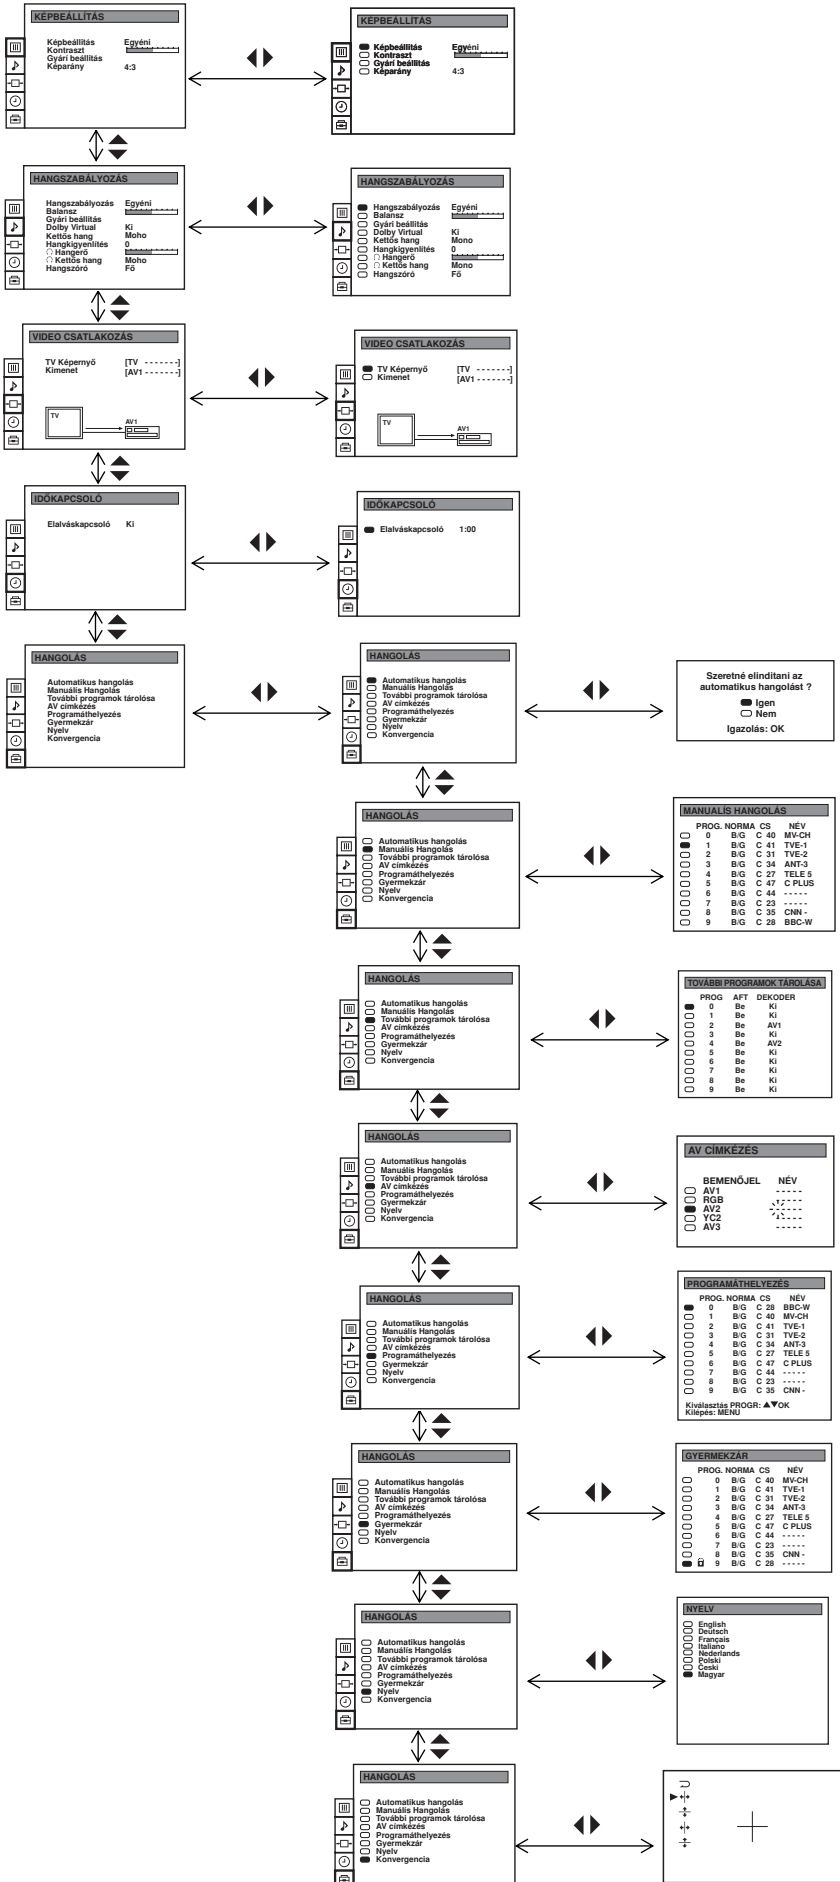 KÉPBEÁLLÍTÁS
Képbeállítás Egyéni
Kontraszt
Gyári beállítás
Képarány 4:3
KÉPBEÁLLÍTÁS
Képbeállítás Egyéni
Kontraszt
Gyári beállítás
Képarány 4:3
HANGSZABÁLYOZÁS
Hangszabályozás Egyéni
Balansz
Gyári beállitás
Dolby Virtual Ki
Kettős hang Moho
Hangkigyenlítés 0
Hangerő
Kettős hang Moho
Hangszóró Fő
HANGSZABÁLYOZÁS
Hangszabályozás Egyéni
Balansz
Gyári beállítás
Dolby Virtual Ki
Kettős hang Mono
Hangkigyenlítés 0
Hangerő
Kettős hang Mono
Hangszóró Fő
VIDEO CSATLAKOZÁS
TV Képernyő [TV -------]
Kimenet [AV1 ------]
TV
AV1
VIDEO CSATLAKOZÁS
TV Képernyő [TV -------]
Kimenet [AV1 ------]
TV
AV1
IDŐKAPCSOLÓ
Elalváskapcsoló Ki
IDŐKAPCSOLÓ
Elalváskapcsoló 1:00
HANGOLÁS
Automatikus hangolás
Manuális Hangolás
További programok tárolósa
AV címkézés
Programáthelyezés
Gyermekzár
Nyelv
Konvergencia
HANGOLÁS
Automatikus hangolás
Manuális Hangolás
További programok tárolósa
AV címkézés
Programáthelyezés
Gyermekzár
Nyelv
Konvergencia
Szeretné elinditani az
automatikus hangolást ?
Igen
Nem
Igazolás: OK
HANGOLÁS
Automatikus hangolás
Manuális Hangolás
További programok tárolósa
AV címkézés
Programáthelyezés
Gyermekzár
Nyelv
Konvergencia
MANUALÍS HANGOLÁS
PROG. NORMA CS NÉV
0 B/G C 40 MV-CH
1 B/G C 41 TVE-1
2 B/G C 31 TVE-2
3 B/G C 34 ANT-3
4 B/G C 27 TELE 5
5 B/G C 47 C PLUS
6 B/G C 44 -----
7 B/G C 23 -----
8 B/G C 35 CNN -
9 B/G C 28 BBC-W
HANGOLÁS
Automatikus hangolás
Manuális Hangolás
További programok tárolósa
AV címkézés
Programáthelyezés
Gyermekzár
Nyelv
Konvergencia
TOVÁBBI PROGRAMOK TÁROLÁSA
PROG AFT DEKODER
0 Be Ki
1 Be Ki
2 Be AV1
3 Be Ki
4 Be AV2
5 Be Ki
6 Be Ki
7 Be Ki
8 Be Ki
9 Be Ki
HANGOLÁS
Automatikus hangolás
Manuális Hangolás
További programok tárolósa
AV címkézés
Programáthelyezés
Gyermekzár
Nyelv
Konvergencia
AV CÍMKÉZÉS
BEMENŐJEL NÉV
AV1 -----
RGB -----
AV2 -----
YC2 -----
AV3 -----
HANGOLÁS
Automatikus hangolás
Manuális Hangolás
További programok tárolósa
AV címkézés
Programáthelyezés
Gyermekzár
Nyelv
Konvergencia
PROGRAMÁTHELYEZÉS
PROG. NORMA CS NÉV
0 B/G C 28 BBC-W
1 B/G C 40 MV-CH
2 B/G C 41 TVE-1
3 B/G C 31 TVE-2
4 B/G C 34 ANT-3
5 B/G C 27 TELE 5
6 B/G C 47 C PLUS
7 B/G C 44 -----
8 B/G C 23 -----
9 B/G C 35 CNN -
Kiválasztás PROGR: ▲▼OK
Kilépés: MENU
HANGOLÁS
Automatikus hangolás
Manuális Hangolás
További programok tárolósa
AV címkézés
Programáthelyezés
Gyermekzár
Nyelv
Konvergencia
GYERMEKZÁR
PROG. NORMA CS NÉV
0 B/G C 40 MV-CH
1 B/G C 41 TVE-1
2 B/G C 31 TVE-2
3 B/G C 34 ANT-3
4 B/G C 27 TELE 5
5 B/G C 47 C PLUS
6 B/G C 44 -----
7 B/G C 23 -----
8 B/G C 35 CNN -
9 B/G C 28 -----
HANGOLÁS
Automatikus hangolás
Manuális Hangolás
További programok tárolósa
AV címkézés
Programáthelyezés
Gyermekzár
Nyelv
Konvergencia
NYELV
English
Deutsch
Français
Italiano
Nederlands
Polski
Česki
Magyar
HANGOLÁS
Automatikus hangolás
Manuális Hangolás
További programok tárolósa
AV címkézés
Programáthelyezés
Gyermekzár
Nyelv
Konvergencia